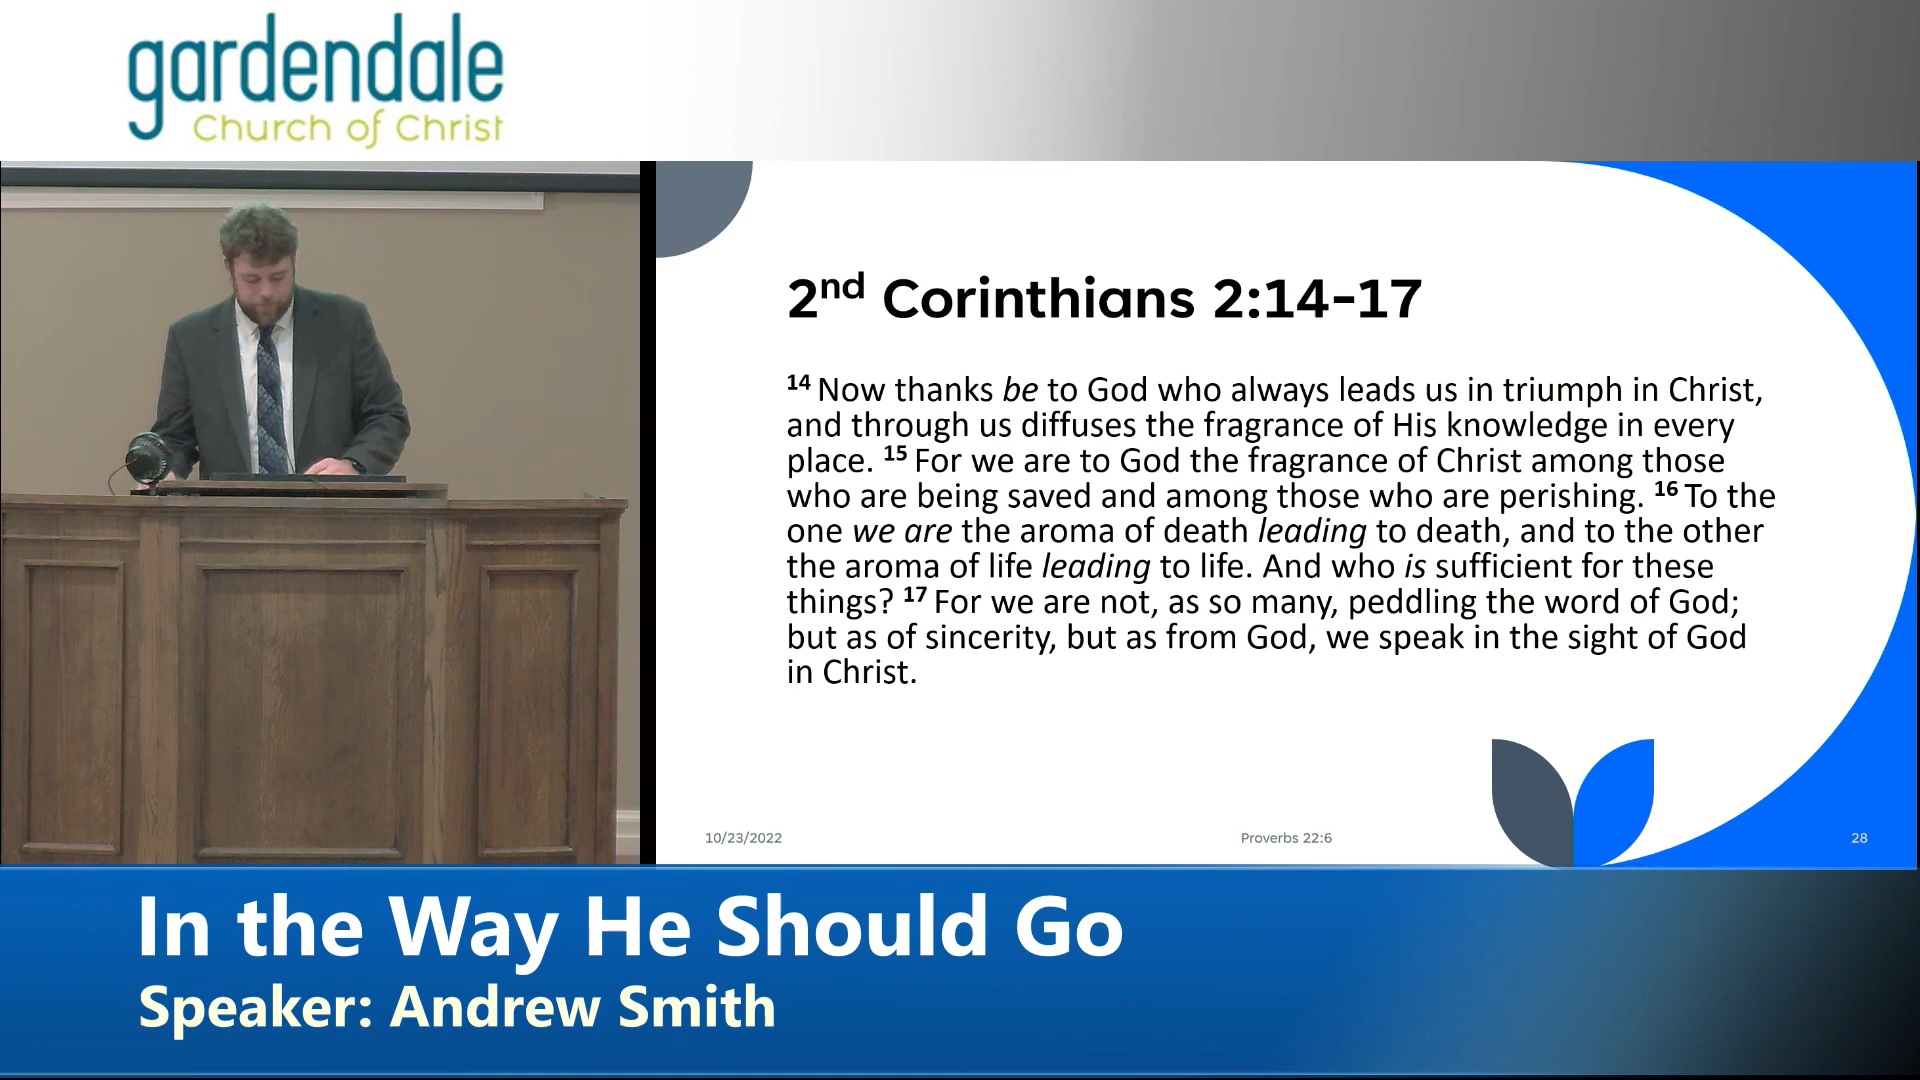 gardendale
Church of Christ
2nd Corinthians 2:14-17
14 Now thanks be to God who always leads us in triumph in Christ,
and through us diffuses the fragrance of His knowledge in every
place. 15 For we are to God the fragrance of Christ among those
who are being saved and among those who are perishing. 16 To the
one we are the aroma of death leading to death, and to the other
the aroma of life leading to life. And who is sufficient for these
things? 17 For we are not, as so many, peddling the word of God;
but as of sincerity, but as from God, we speak in the sight of God
in Christ.
10/23/2022
Proverbs 22:6
28
In the Way He Should Go
Speaker: Andrew Smith